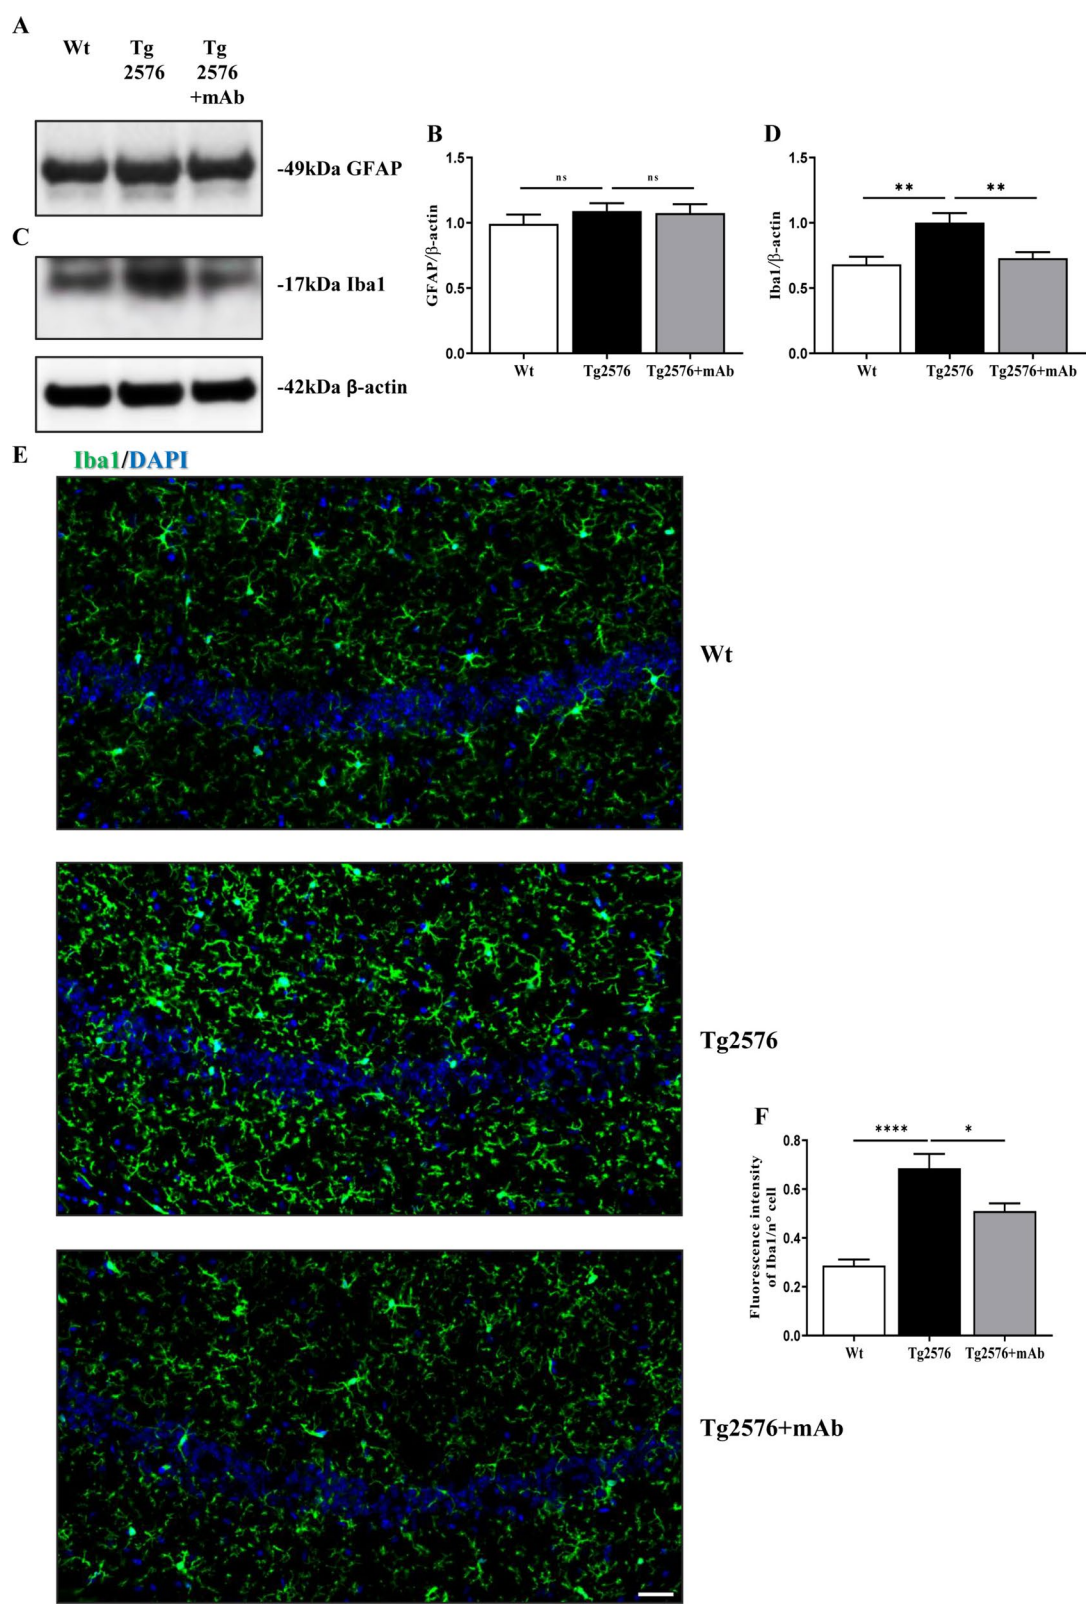 A
Wt
Tg
2576
Tg
2576
+mAb
-49kDa GFAP
C
-17kDa Iba1
-42kDa β-actin
B
GFAP/β-actin
1.5
1.0
0.5
0.0
ns
ns
Wt
Tg2576
Tg2576+mAb
D
Iba1/β-actin
1.5
1.0
0.5
0.0
**
**
Wt
Tg2576
Tg2576+mAb
E
Iba1/DAPI
Wt
Tg2576
Tg2576+mAb
F
Fluorescence intensity
of Iba1/n° cell
0.8
0.6
0.4
0.2
0.0
****
*
Wt
Tg2576
Tg2576+mAb